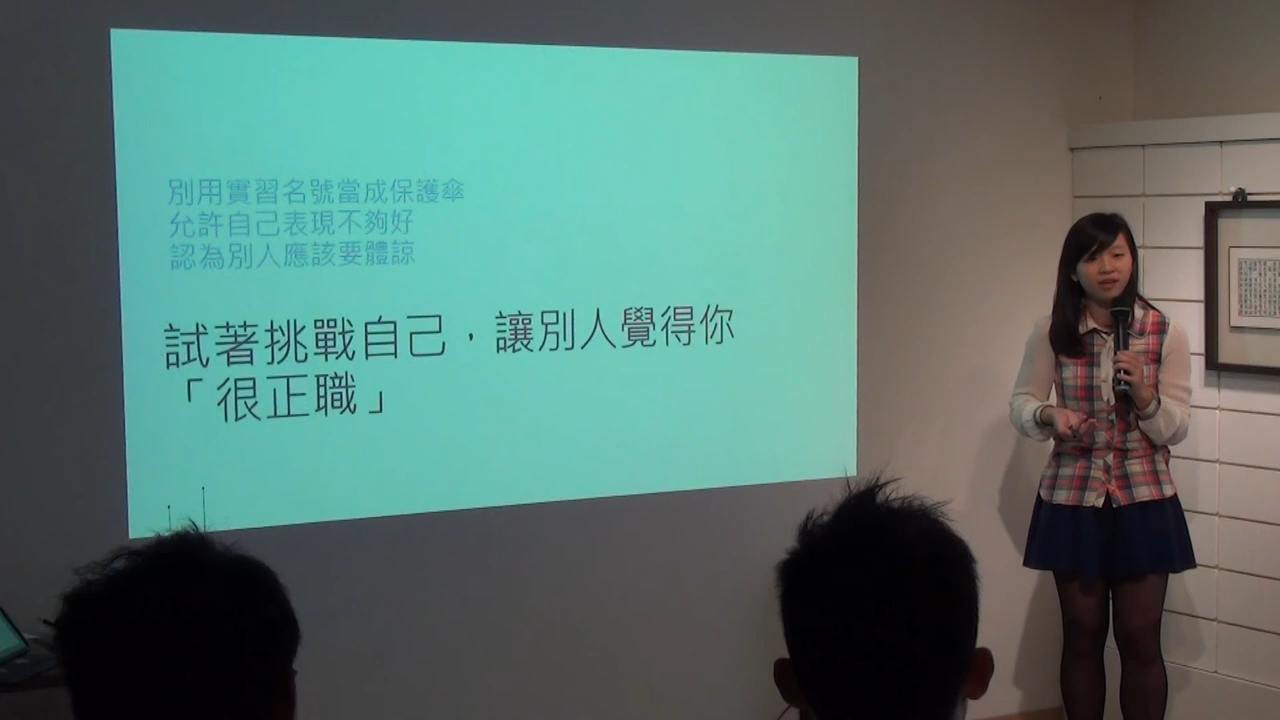 別用實習名號當成保護傘
允許自己表現不夠好
認為別人應該要體諒
試著挑戰自己，讓別人覺得你
「很正職」